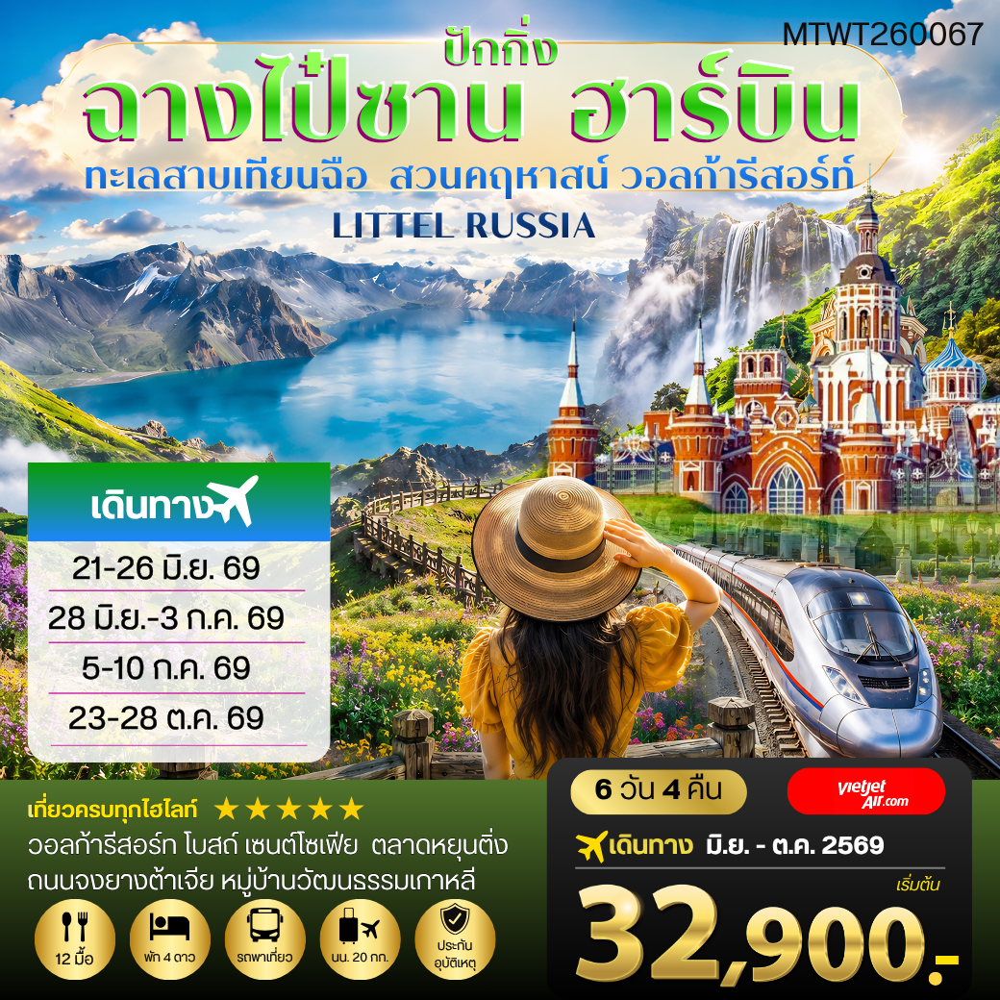 MTWT260067
ปักกิ่ง
ฉางไป๋ซาน ฮาร์บิน
ทะเลสาบเทียนฉือ สวนคฤหาสน์ วอลก้ารีสอร์ท์
LITTEL RUSSIA
เดินทาง
21-26 มิ.ย. 69
28 มิ.ย.-3 ก.ค. 69
5-10 ก.ค. 69
23-28 ต.ค. 69
เที่ยวครบทุกไฮไลท์
วอลก้ารีสอร์ท โบสถ์ เซนต์โซเฟีย ตลาดหยุนติ่ง
ถนนจงยางต้าเจีย หมู่บ้านวัฒนธรรมเกาหลี
12 มื้อ
พัก 4 ดาว
รถพาเที่ยว
นน. 20 กก.
ประกัน
อุบัติเหตุ
6 วัน 4 คืน
vietjet
Air.com
เดินทาง มิ.ย. - ต.ค. 2569
เริ่มต้น
32,900.-